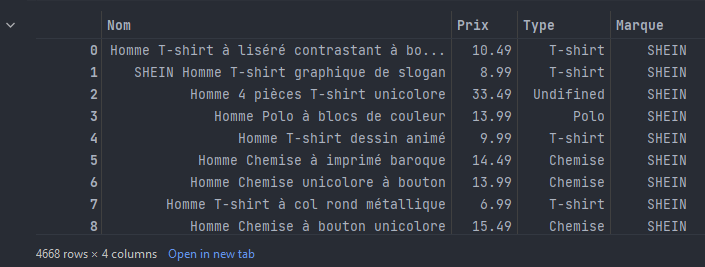 Nom Prix Type Marque
0 Homme T-shirt à liséré contrastant à bo... 10.49 T-shirt SHEIN
1 SHEIN Homme T-shirt graphique de slogan 8.99 T-shirt SHEIN
2 Homme 4 pièces T-shirt unicolore 33.49 Undifined SHEIN
3 Homme Polo à blocs de couleur 13.99 Polo SHEIN
4 Homme T-shirt dessin animé 9.99 T-shirt SHEIN
5 Homme Chemise à imprimé baroque 14.49 Chemise SHEIN
6 Homme Chemise unicolore à bouton 13.99 Chemise SHEIN
7 Homme T-shirt à col rond métallique 6.99 T-shirt SHEIN
8 Homme Chemise à bouton unicolore 15.49 Chemise SHEIN
4668 rows × 4 columns Open in new tab